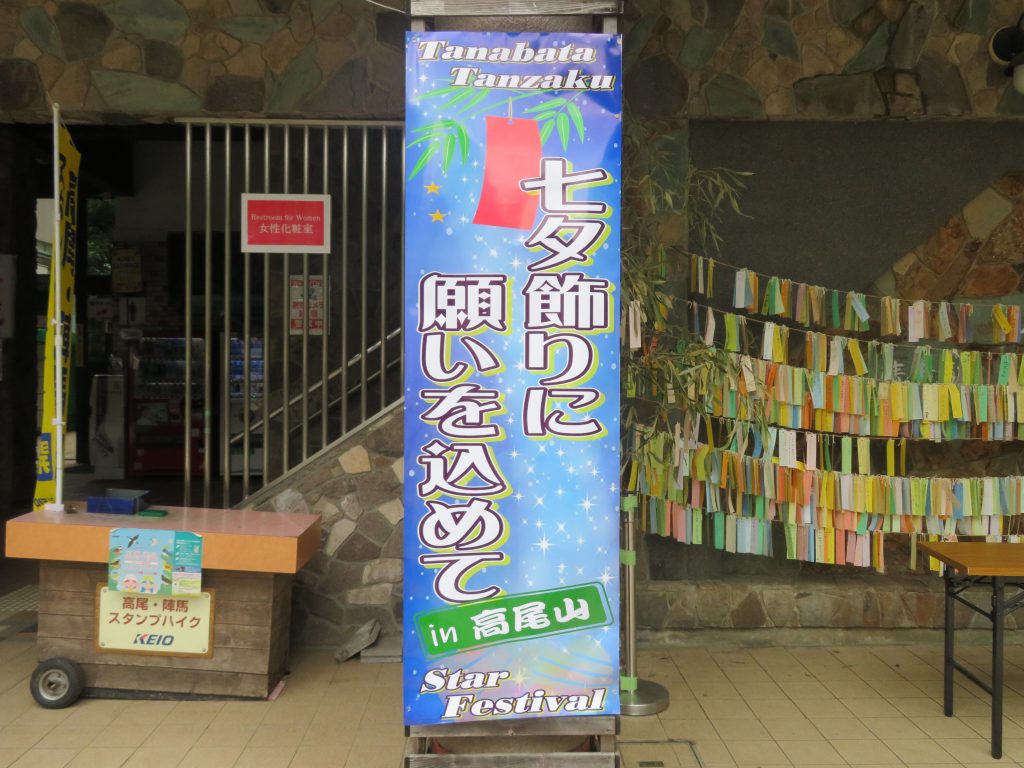 Tanabata
Tanzaku
七夕飾りに
願いを込めて
in 高尾山
Star
Festival
Restroom for Women
女性化粧室
高尾・陣馬
スタンプハイク
KEIO